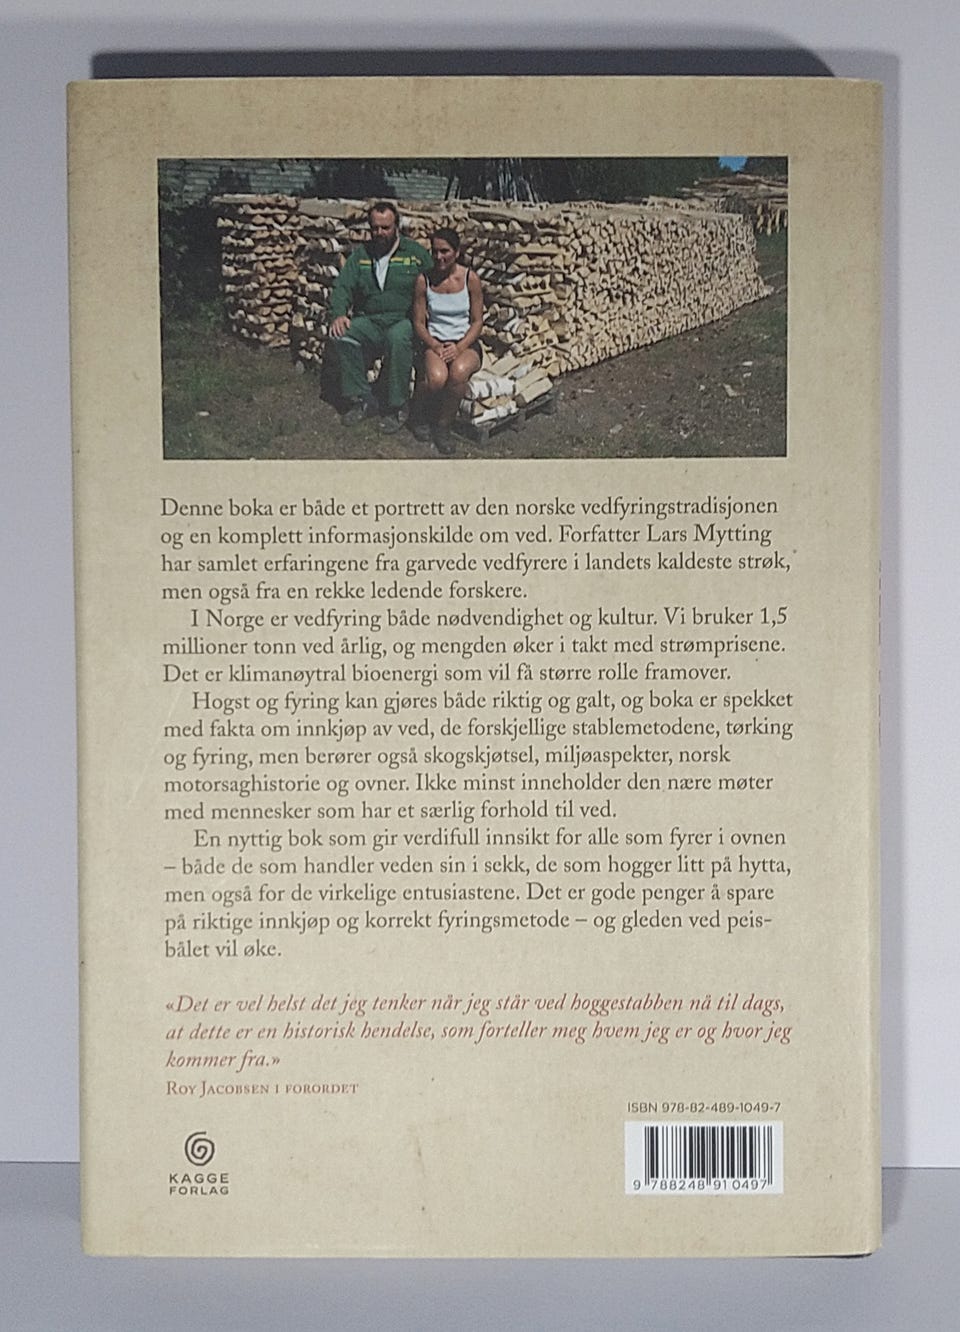 Denne boka er både et portrett av den norske vedfyringstradisjonen
og en komplett informasjonskilde om ved. Forfatter Lars Mytting
har samlet erfaringene fra garvede vedfyrere i landets kaldeste strøk,
men også fra en rekke ledende forskere.
I Norge er vedfyring både nødvendighet og kultur. Vi bruker 1,5
millioner tonn ved årlig, og mengden øker i takt med strømprisene.
Det er klimanøytral bioenergi som vil få større rolle framover.
Hogst og fyring kan gjøres både riktig og galt, og boka er spekket
med fakta om innkjøp av ved, de forskjellige stablemetodene, tørking
og fyring, men berører også skogskjøtsel, miljøaspekter, norsk
motorsaghistorie og ovner. Ikke minst inneholder den nære møter
med mennesker som har et særlig forhold til ved.
En nyttig bok som gir verdifull innsikt for alle som fyrer i ovnen
– både de som handler veden sin i sekk, de som hogger litt på hytta,
men også for de virkelige entusiastene. Det er gode penger å spare
på riktige innkjøp og korrekt fyringsmetode – og gleden ved peis-
bålet vil øke.
«Det er vel helst det jeg tenker når jeg står ved hoggestabben nå til dags,
at dette er en historisk hendelse, som forteller meg hvem jeg er og hvor jeg
kommer fra.»
ROY JACOBSEN I FORORDET
ISBN 978-82-489-1049-7
9 788248 910497
KAGGE
FORLAG